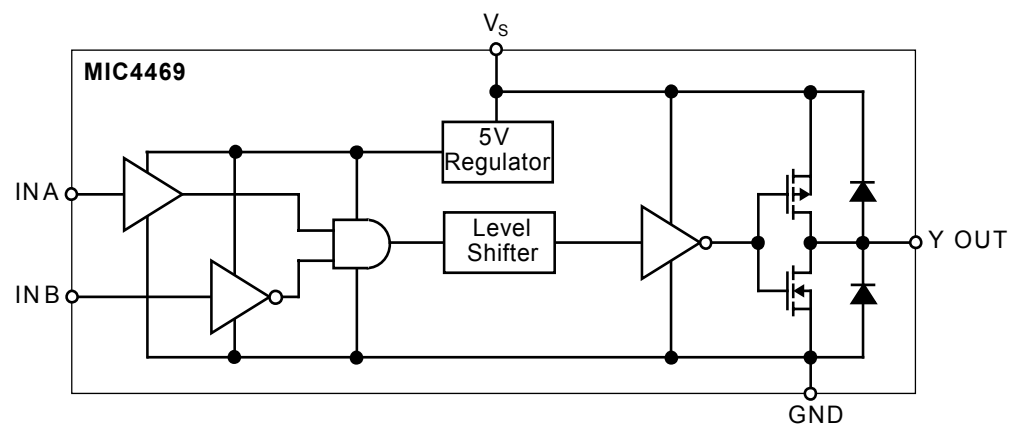 VS
MIC4469
5V
Regulator
INA
Level
Shifter
Y OUT
INB
GND